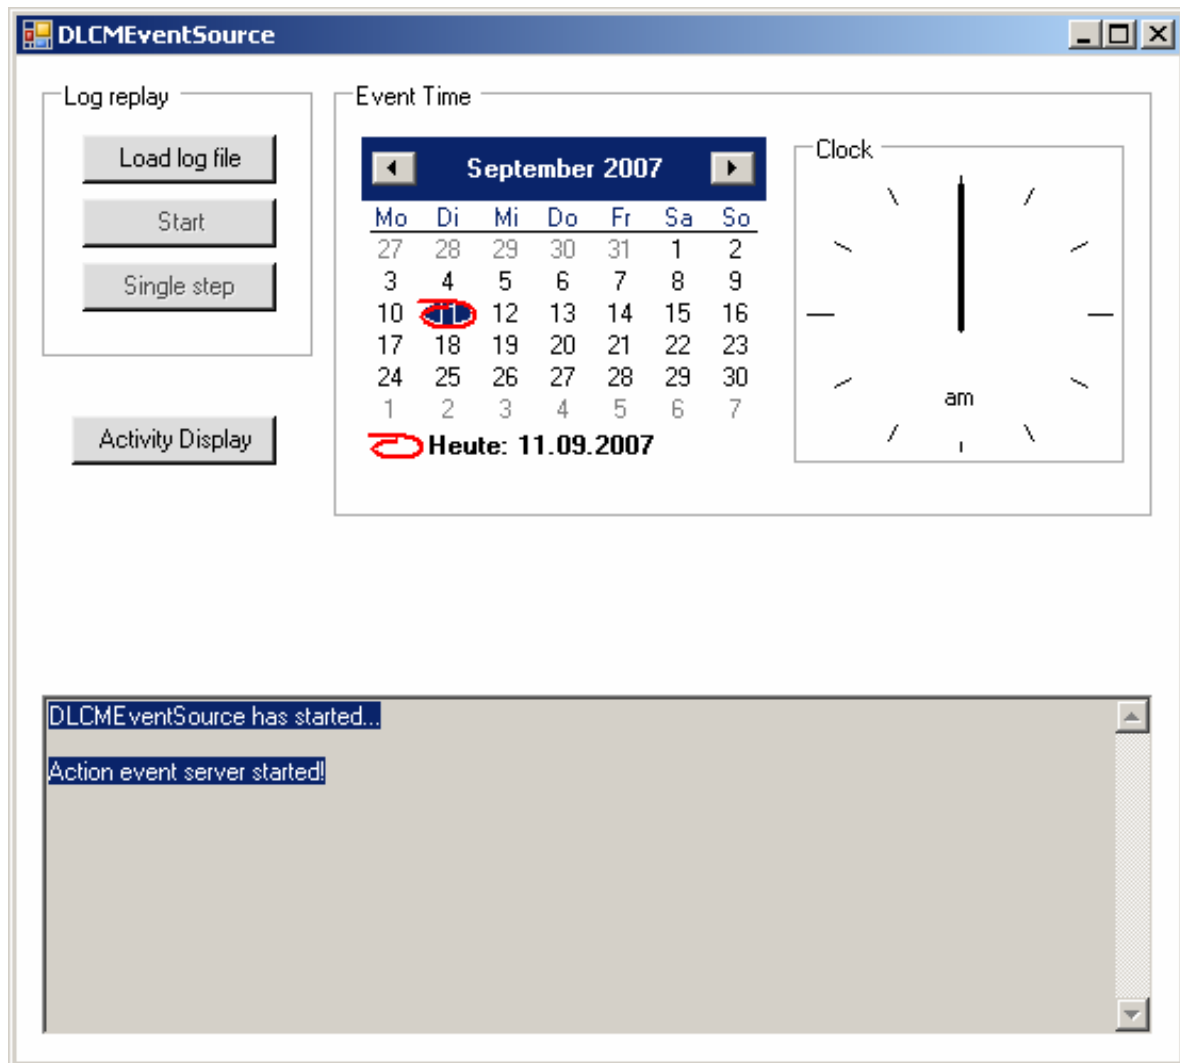 DLCMEventSource
Log replay
Load log file
Start
Single step
Activity Display
Event Time
September 2007
Mo Di Mi Do Fr Sa So
27 28 29 30 31 1 2
3 4 5 6 7 8 9
10 11 12 13 14 15 16
17 18 19 20 21 22 23
24 25 26 27 28 29 30
1 2 3 4 5 6 7
Heute: 11.09.2007
Clock
am
DLCMEventSource has started...
Action event server started!